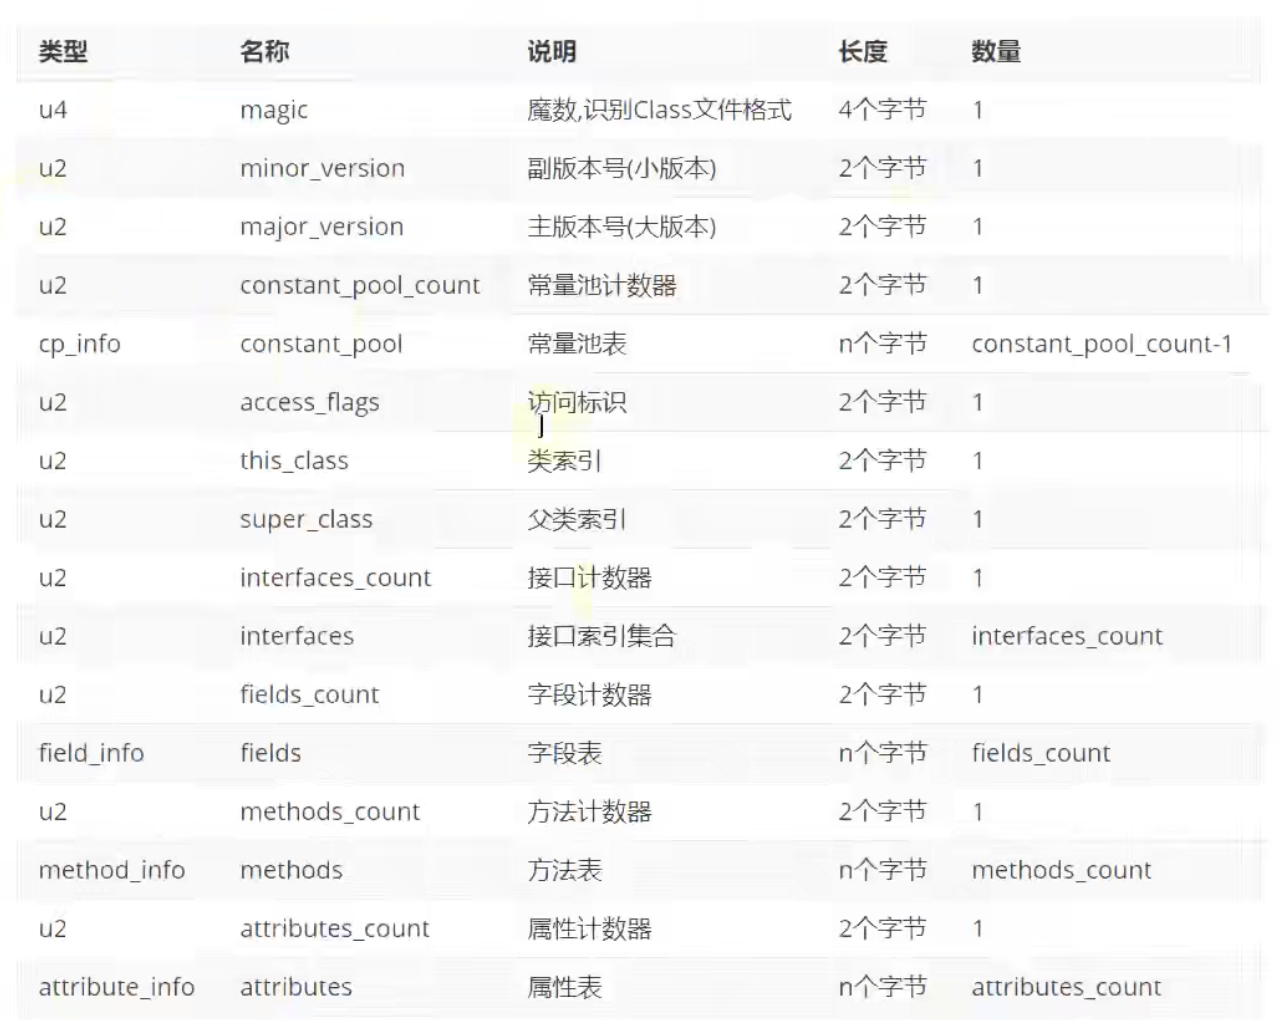 类型 名称 说明 长度 数量
u4 magic 魔数,识别Class文件格式 4个字节 1
u2 minor_version 副版本号(小版本) 2个字节 1
u2 major_version 主版本号(大版本) 2个字节 1
u2 constant_pool_count 常量池计数器 2个字节 1
cp_info constant_pool 常量池表 n个字节 constant_pool_count-1
u2 access_flags 访问标识 2个字节 1
u2 this_class 类索引 2个字节 1
u2 super_class 父类索引 2个字节 1
u2 interfaces_count 接口计数器 2个字节 1
u2 interfaces 接口索引集合 2个字节 interfaces_count
u2 fields_count 字段计数器 2个字节 1
field_info fields 字段表 n个字节 fields_count
u2 methods_count 方法计数器 2个字节 1
method_info methods 方法表 n个字节 methods_count
u2 attributes_count 属性计数器 2个字节 1
attribute_info attributes 属性表 n个字节 attributes_count